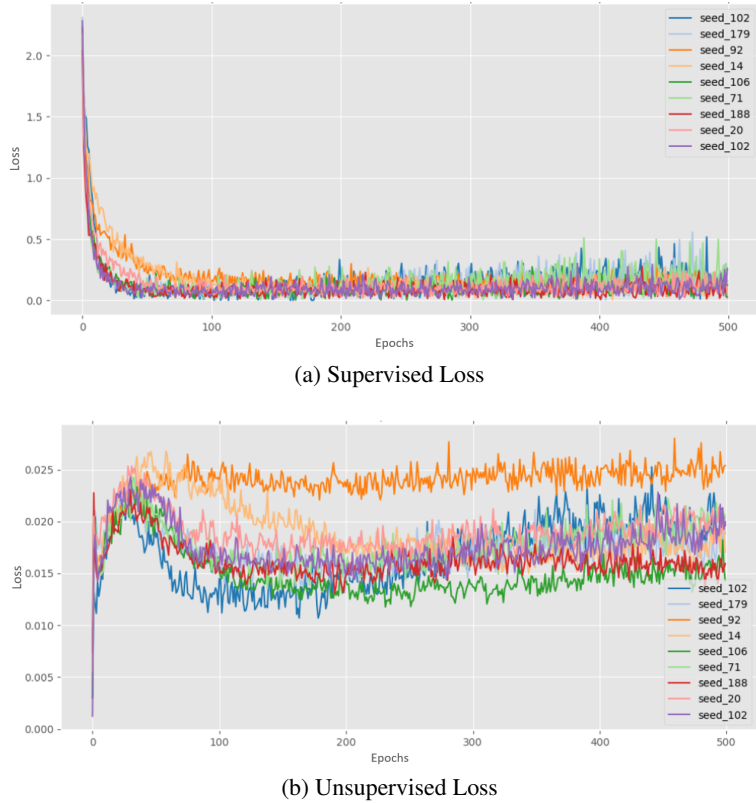 2.0
1.5
1.0
0.5
0.0
Loss
0
100
200
300
400
500
Epochs
seed_102
seed_179
seed_92
seed_14
seed_106
seed_71
seed_188
seed_20
seed_102
(a) Supervised Loss
0.025
0.020
0.015
0.010
0.005
0.000
Loss
0
100
200
300
400
500
Epochs
seed_102
seed_179
seed_92
seed_14
seed_106
seed_71
seed_188
seed_20
seed_102
(b) Unsupervised Loss